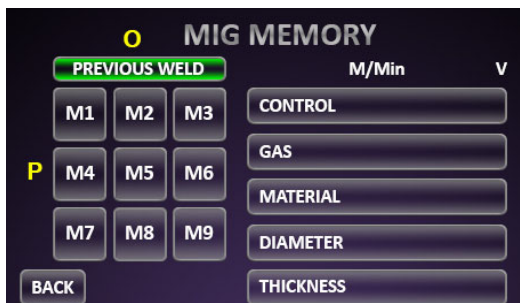 O MIG MEMORY
PREVIOUS WELD M/Min V
M1 M2 M3 CONTROL
GAS
P M4 M5 M6
MATERIAL
M7 M8 M9 DIAMETER
BACK THICKNESS